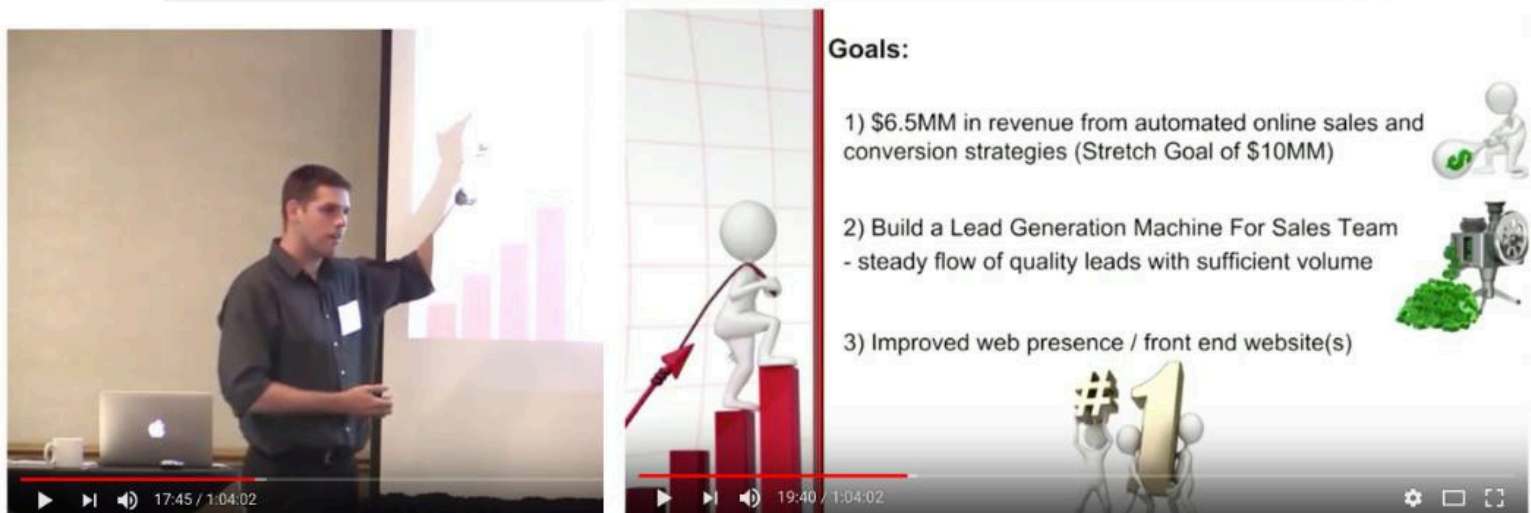 17:45 / 1:04:02
Goals:
1) $6.5MM in revenue from automated online sales and
conversion strategies (Stretch Goal of $10MM)
2) Build a Lead Generation Machine For Sales Team
- steady flow of quality leads with sufficient volume
3) Improved web presence / front end website(s)
#1
19:40 / 1:04:02